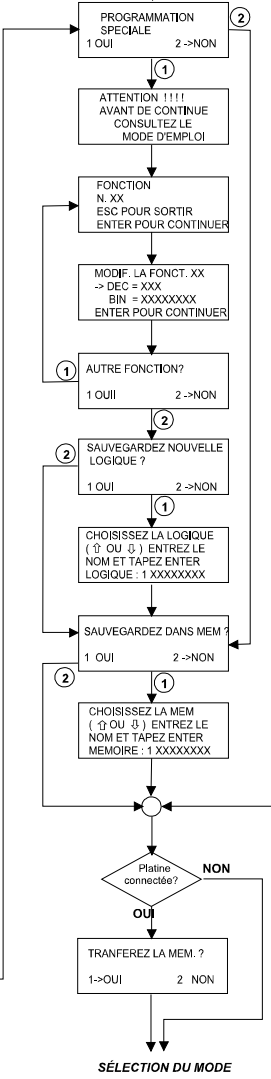 PROGRAMMATION
SPECIALE
1 OUI 2 ->NON
2
1
ATTENTION !!!!
AVANT DE CONTINUE
CONSULTEZ LE
MODE D'EMPLOI
FONCTION
N. XX
ESC POUR SORTIR
ENTER POUR CONTINUER
MODIF. LA FONCT. XX
-> DEC = XXX
BIN = XXXXXXXX
ENTER POUR CONTINUER
1
AUTRE FONCTION?
1 OUII 2 ->NON
2
2
SAUVEGARDEZ NOUVELLE
LOGIQUE ?
1 OUI 2 ->NON
1
CHOISISSEZ LA LOGIQUE
( ⇧ OU ⇩ ) ENTREZ LE
NOM ET TAPEZ ENTER
LOGIQUE : 1 XXXXXXXX
SAUVEGARDEZ DANS MEM ?
1 OUI 2 ->NON
2
1
CHOISISSEZ LA MEM
( ⇧ OU ⇩ ) ENTREZ LE
NOM ET TAPEZ ENTER
MEMOIRE : 1 XXXXXXXX
Platine
connectée?
NON
OUI
TRANFEREZ LA MEM. ?
1->OUI 2 NON
SÉLECTION DU MODE